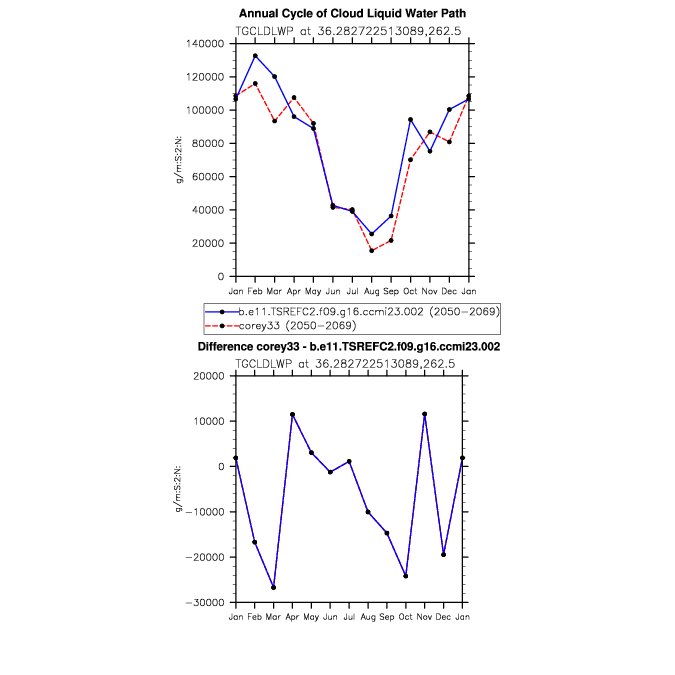 Annual Cycle of Cloud Liquid Water Path
TGCLDLWP at 36.282722513089,262.5
140000
120000
100000
80000
60000
40000
20000
0
g/m:S:2:N:
Jan Feb Mar Apr May Jun Jul Aug Sep Oct Nov Dec Jan
b.e11.TSREFC2.f09.g16.ccmi23.002 (2050-2069)
corey33 (2050-2069)
Difference corey33 - b.e11.TSREFC2.f09.g16.ccmi23.002
TGCLDLWP at 36.282722513089,262.5
20000
10000
0
-10000
-20000
-30000
g/m:S:2:N:
Jan Feb Mar Apr May Jun Jul Aug Sep Oct Nov Dec Jan